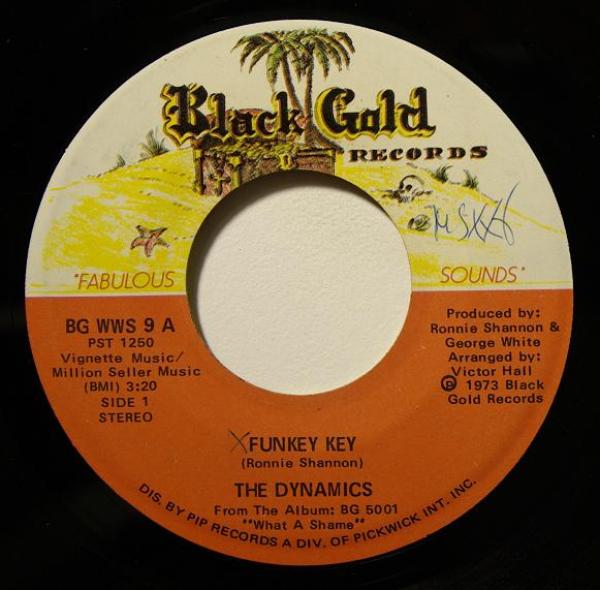 Black Gold
RECORDS
"FABULOUS
SOUNDS"
BG WWS 9 A
PST 1250
Vignette Music/
Million Seller Music
(BMI) 3:20
SIDE 1
STEREO
Produced by:
Ronnie Shannon &
George White
Arranged by:
Victor Hall
℗ 1973 Black
Gold Records
XFUNKEY KEY
(Ronnie Shannon)
THE DYNAMICS
From The Album: BG 5001
"What A Shame"
DIS. BY PIP RECORDS A DIV. OF PICKWICK INT. INC.